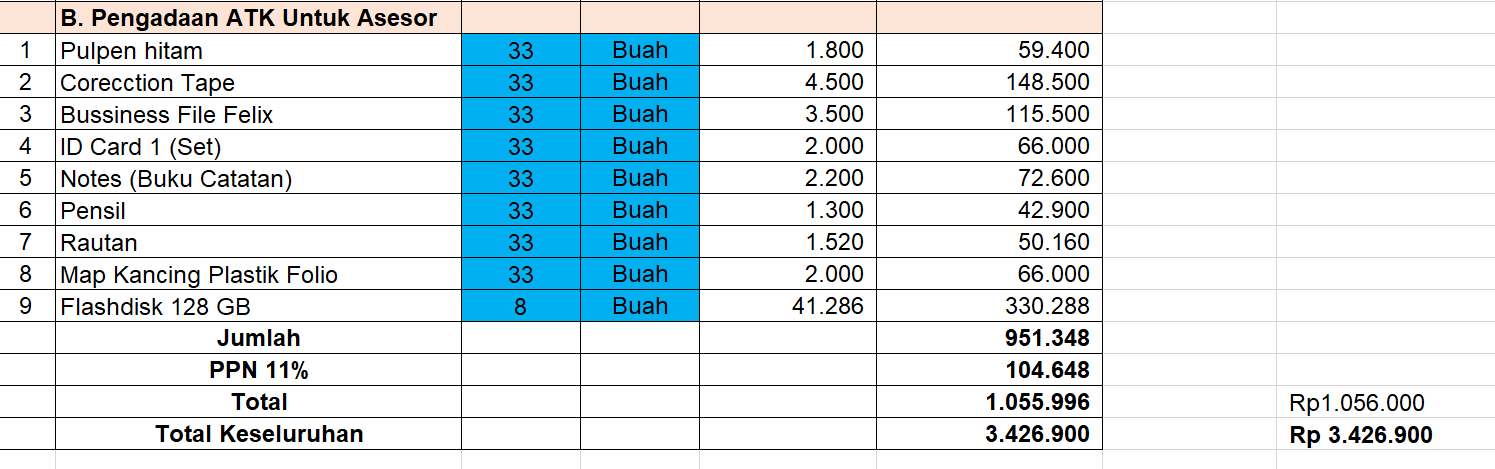 B. Pengadaan ATK Untuk Asesor
1 Pulpen hitam 33 Buah 1.800 59.400
2 Corecction Tape 33 Buah 4.500 148.500
3 Bussiness File Felix 33 Buah 3.500 115.500
4 ID Card 1 (Set) 33 Buah 2.000 66.000
5 Notes (Buku Catatan) 33 Buah 2.200 72.600
6 Pensil 33 Buah 1.300 42.900
7 Rautan 33 Buah 1.520 50.160
8 Map Kancing Plastik Folio 33 Buah 2.000 66.000
9 Flashdisk 128 GB 8 Buah 41.286 330.288
Jumlah 951.348
PPN 11% 104.648
Total 1.055.996 Rp1.056.000
Total Keseluruhan 3.426.900 Rp 3.426.900